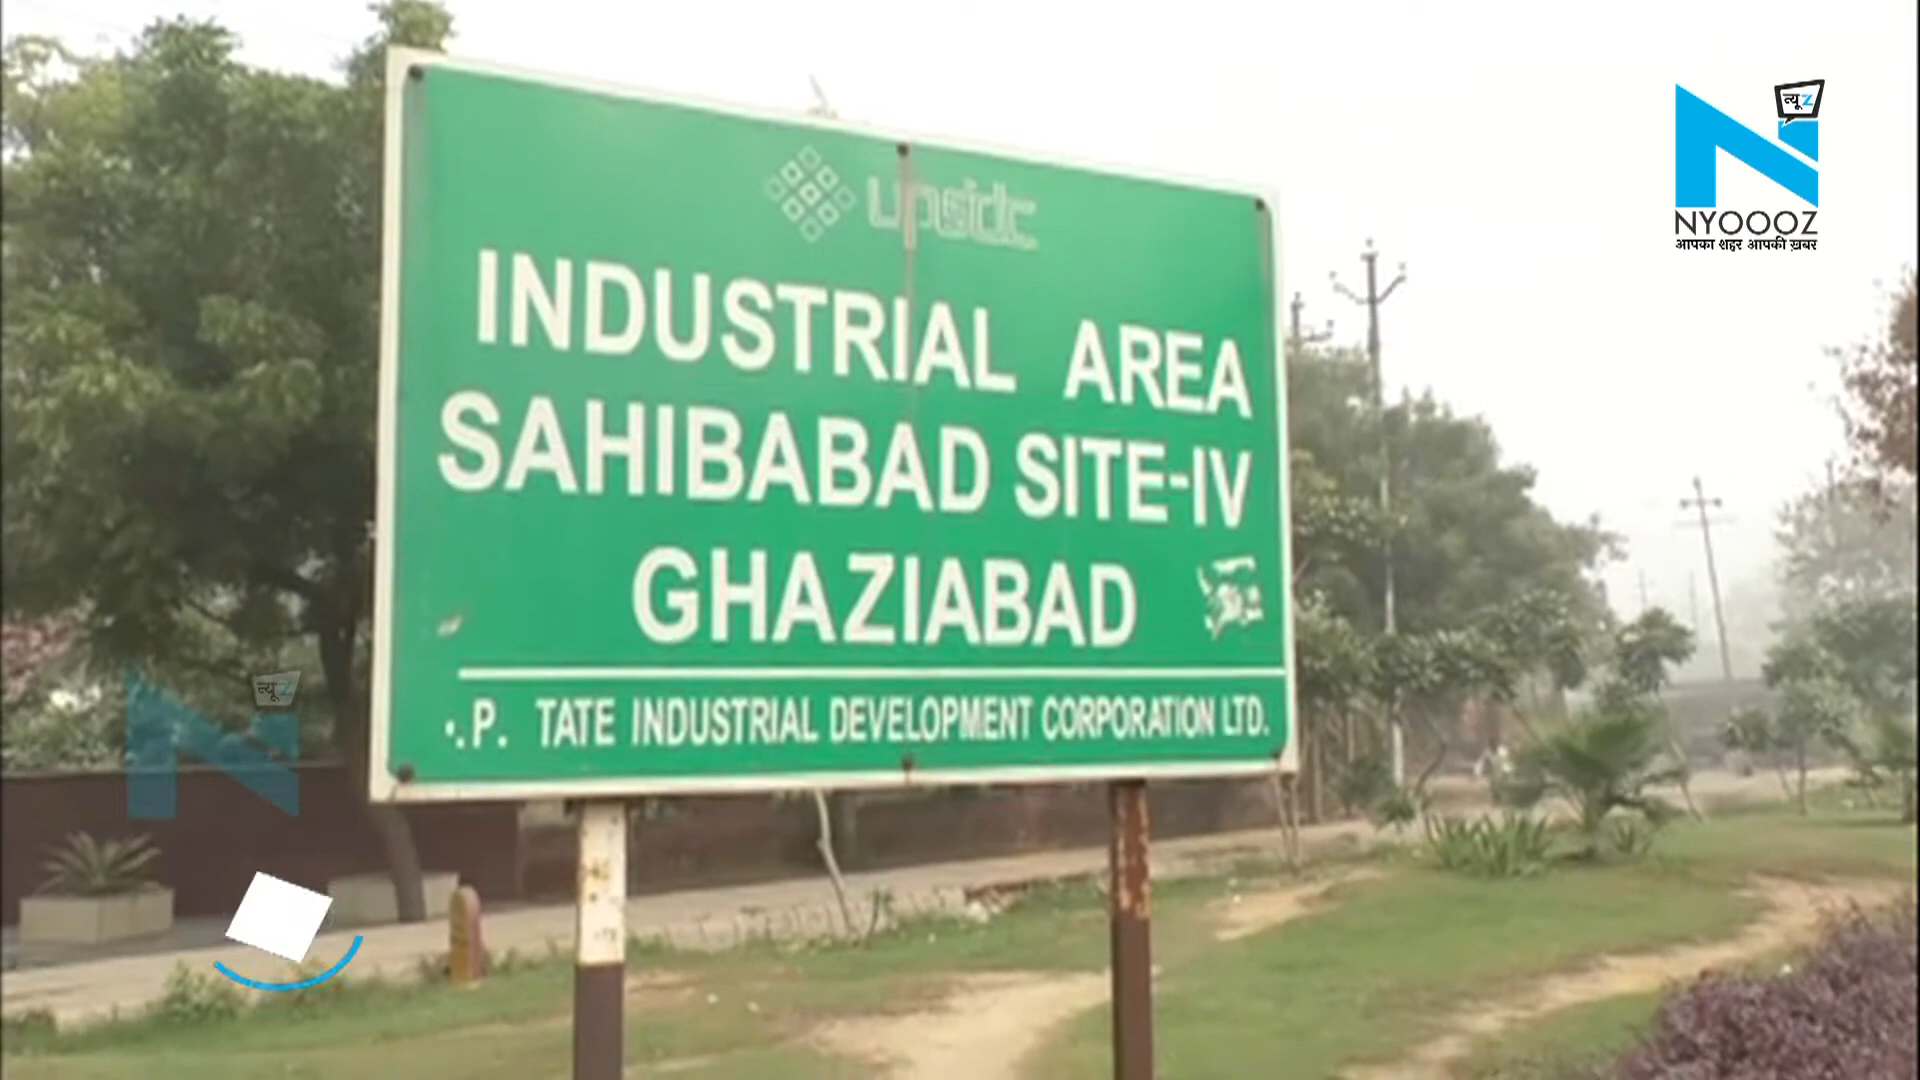 upsidc
INDUSTRIAL AREA
SAHIBABAD SITE-IV
GHAZIABAD
.P. TATE INDUSTRIAL DEVELOPMENT CORPORATION LTD.
न्यूZ
NYOOOZ
आपका शहर आपकी ख़बर
न्यूZ